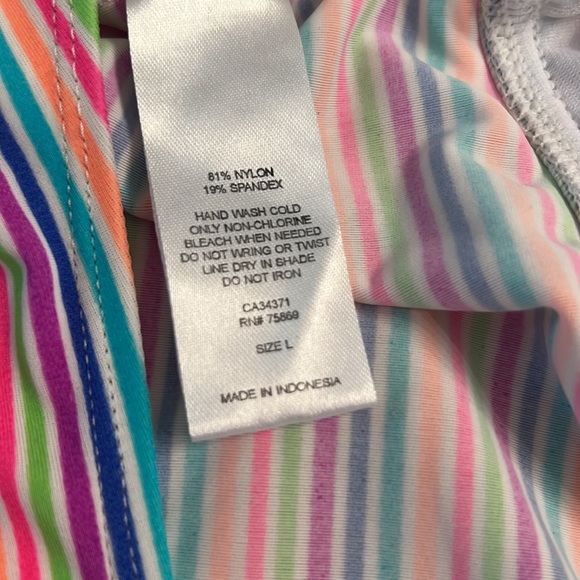 81% NYLON
19% SPANDEX
HAND WASH COLD
ONLY NON-CHLORINE
BLEACH WHEN NEEDED
DO NOT WRING OR TWIST
LINE DRY IN SHADE
DO NOT IRON
CA34371
RN# 75869
SIZE L
MADE IN INDONESIA